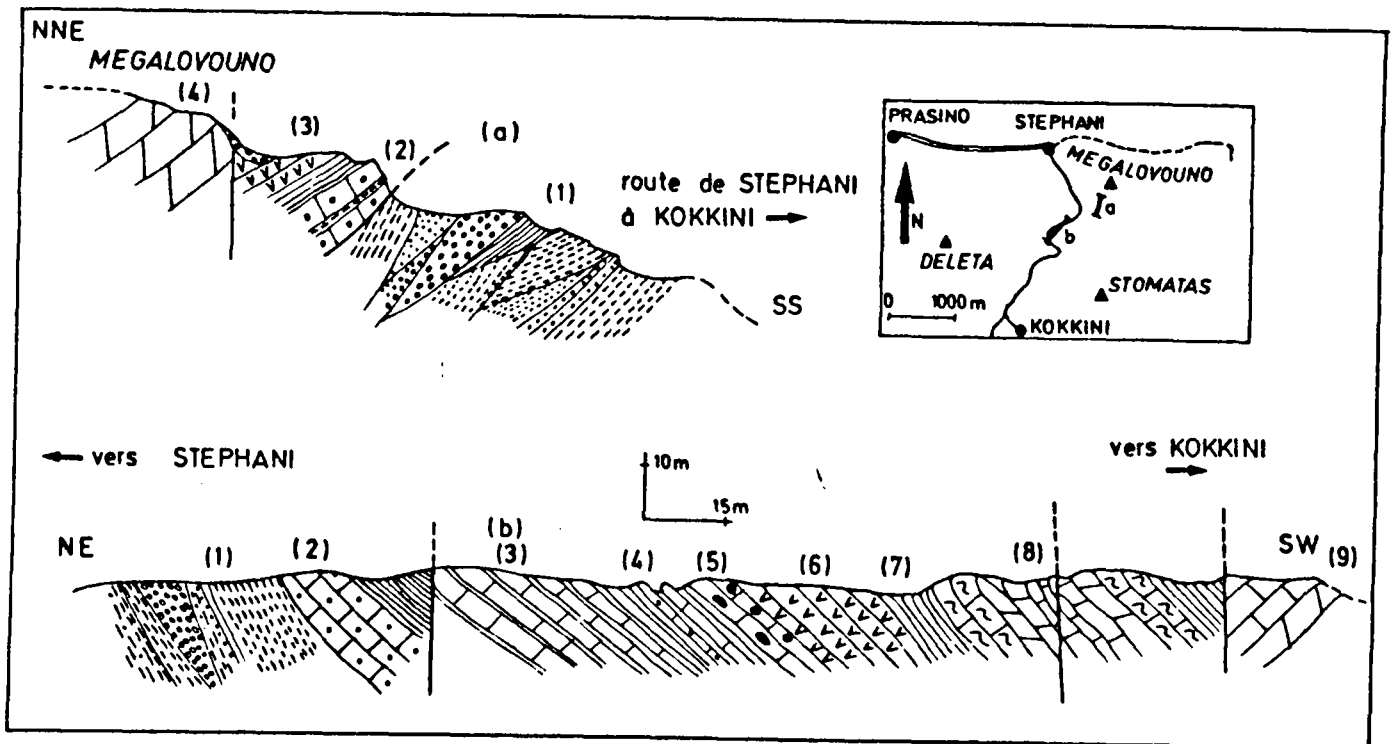 NNE
MEGALOVOUNO
(4)
(3)
(2)
(a)
(1)
route de STEPHANI
à KOKKINI
SS
PRASINO
STEPHANI
MEGALOVOUNO
a
N
b
DELETA
STOMATAS
0 1000 m
KOKKINI
vers STEPHANI
10m
15m
vers KOKKINI
NE
(1)
(2)
(b)
(3)
(4)
(5)
(6)
(7)
(8)
SW
(9)